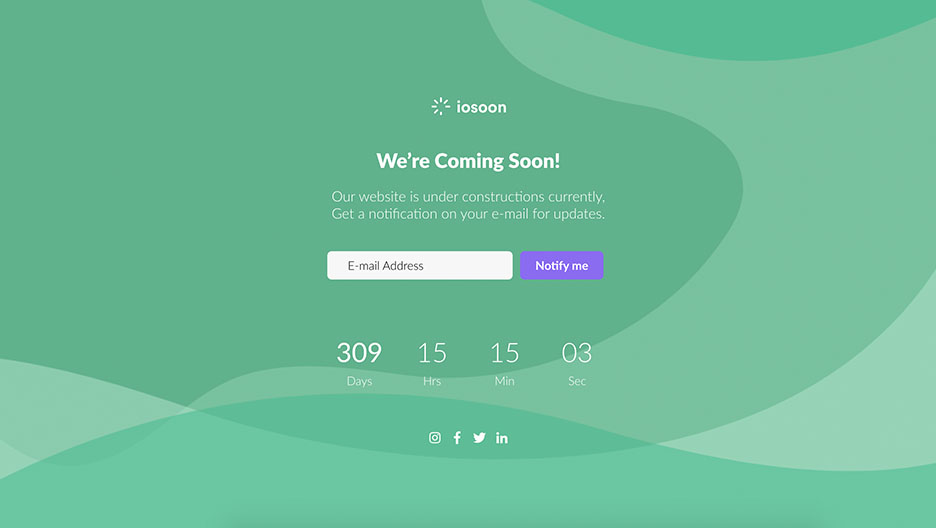 iosoon
We're Coming Soon!
Our website is under constructions currently,
Get a notification on your e-mail for updates.
E-mail Address Notify me
309 15 15 03
Days Hrs Min Sec